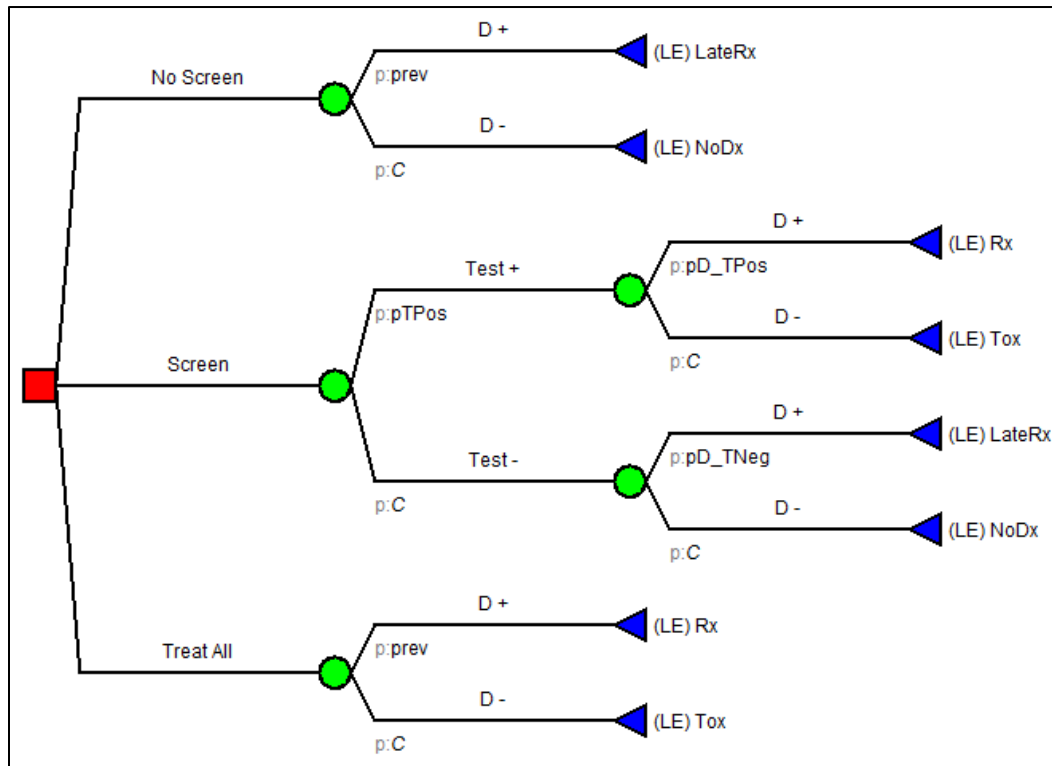 D +
(LE) LateRx
p:prev
No Screen
D -
(LE) NoDx
p:C
D +
(LE) Rx
p:pD_TPos
Test +
p:pTPos
D -
(LE) Tox
p:C
Screen
D +
(LE) LateRx
p:pD_TNeg
Test -
p:C
D -
(LE) NoDx
p:C
D +
(LE) Rx
p:prev
Treat All
D -
(LE) Tox
p:C